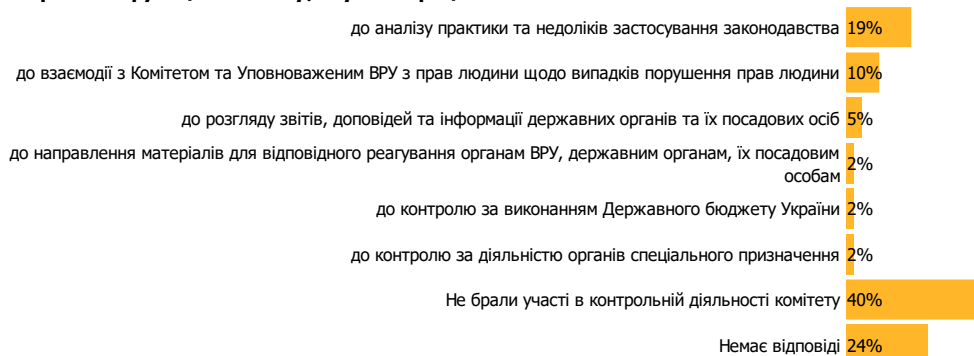 до аналізу практики та недоліків застосування законодавства 19%
до взаємодії з Комітетом та Уповноваженим ВРУ з прав людини щодо випадків порушення прав людини 10%
до розгляду звітів, доповідей та інформації державних органів та їх посадових осіб 5%
до направлення матеріалів для відповідного реагування органам ВРУ, державним органам, їх посадовим
особам 2%
до контролю за виконанням Державного бюджету України 2%
до контролю за діяльністю органів спеціального призначення 2%
Не брали участі в контрольній діяльності комітету 40%
Немає відповіді 24%